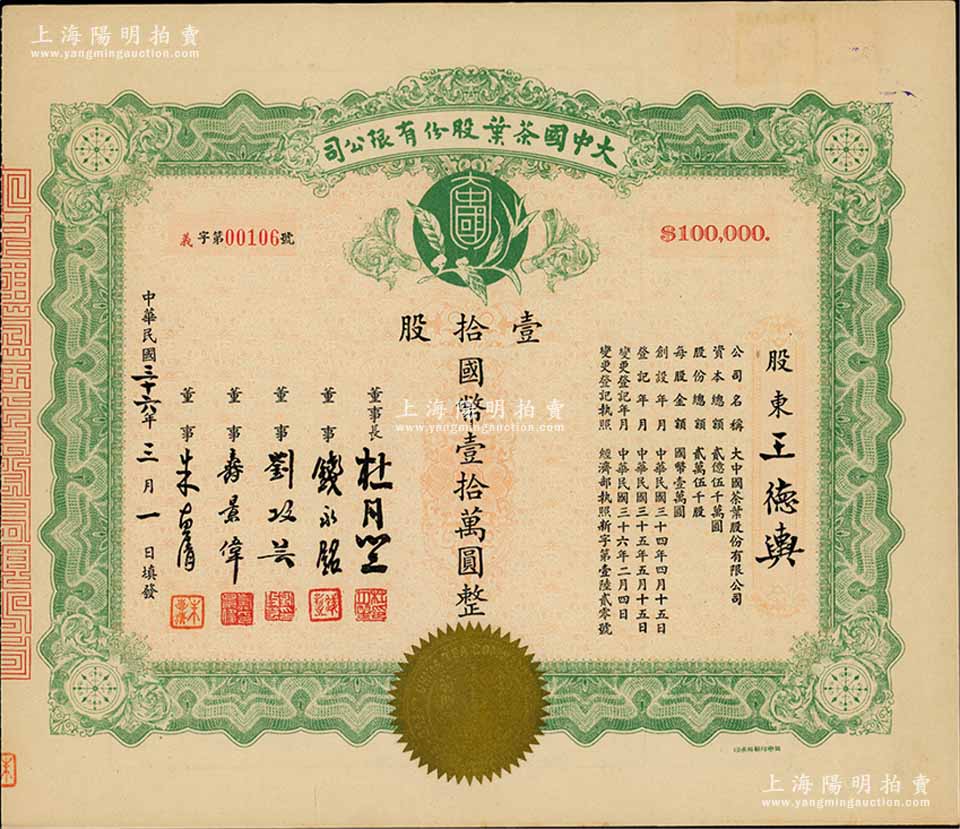 上海陽明拍賣
www.yangmingauction.com
大中國茶葉股份有限公司
中國
義字第00106號
$100,000.
股東王德輿
公司名稱 大中國茶葉股份有限公司
資本總額 貳億伍千萬圓
股份總額 貳萬伍千股
每股金額 國幣壹萬圓
創設年月 中華民國三十四年四月十五日
登記年月 中華民國三十五年五月十五日
變更登記年月 中華民國三十六年二月四日
變更登記執照 經濟部執照新字第壹陸貳零號
壹拾股
國幣壹拾萬圓整
董事長 杜月笙
董事 錢永銘
董事 劉攻芸
董事 壽景偉
董事 朱
中華民國三十六年三月一日填發
上海陽明拍賣
www.yangmingauction.com
上海陽明拍賣
www.yangmingauction.com